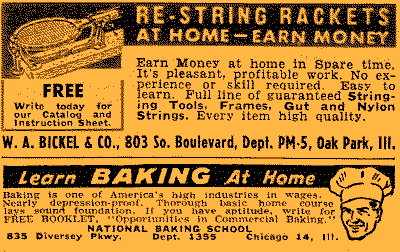 RE-STRING RACKETS
AT HOME—EARN MONEY
FREE
Write today for
our Catalog and
Instruction Sheet.
Earn Money at home in Spare time.
It's pleasant, profitable work. No ex-
perience or skill required. Easy to
learn. Full line of guaranteed String-
ing Tools, Frames, Gut and Nylon
Strings. Every item high quality.
W. A. BICKEL & CO., 803 So. Boulevard, Dept. PM-5, Oak Park, Ill.
Learn BAKING At Home
Baking is one of America's high industries in wages.
Nearly depression-proof. Thorough basic home course
lays sound foundation. If you have aptitude, write for
FREE BOOKLET, "Opportunities in Commercial Baking."
NATIONAL BAKING SCHOOL
835 Diversey Pkwy. Dept. 1355 Chicago 14, Ill.